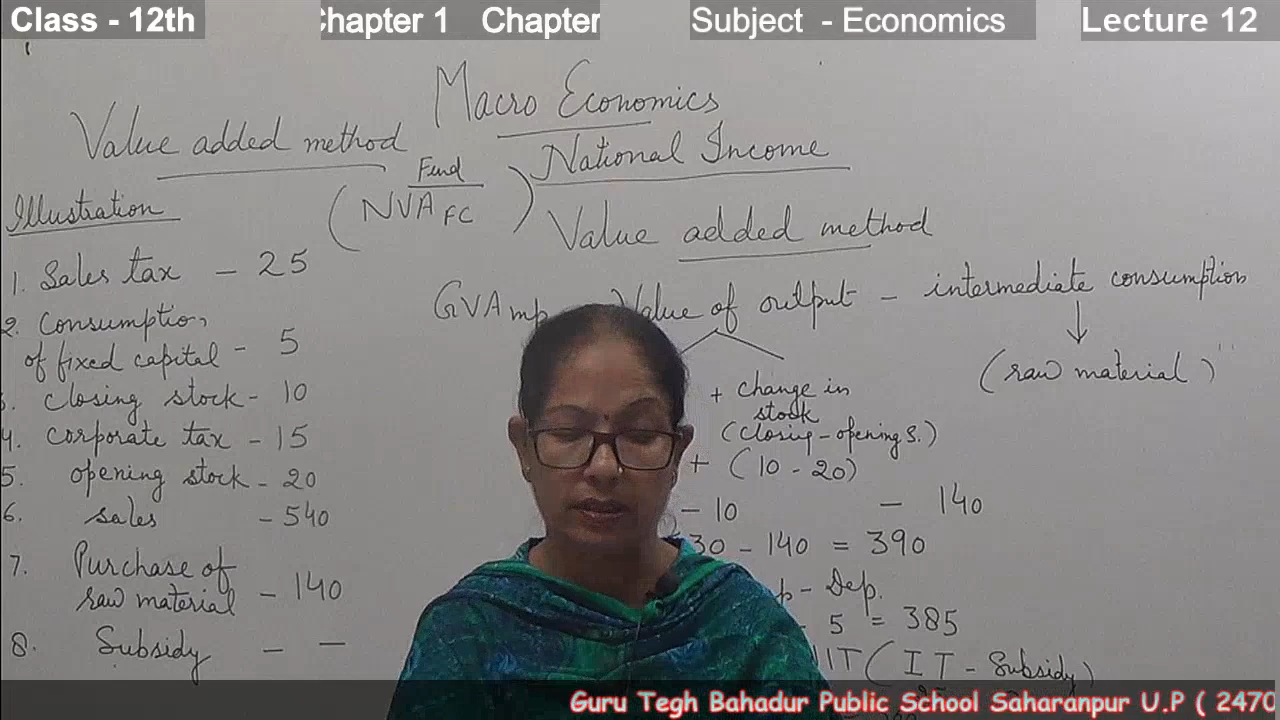 Class - 12th
hapter 1 Chapter
Subject - Economics
Lecture 12
Macro Economics
National Income
Value added method
Illustration
Find
(NVA FC)
1. Sales tax - 25
2. Consumption
of fixed capital - 5
closing stock - 10
4. corporate tax - 15
5. opening stock - 20
6. sales - 540
7. Purchase of
raw material - 140
8. Subsidy - -
Value added method
GVA mp Value of output - intermediate consumption
(raw material)
+ change in
stock
(closing - opening S.)
+ (10 - 20)
- 10 - 140
30 - 140 = 390
p - Dep.
- 5 = 385
IT (IT - Subsidy)
Guru Tegh Bahadur Public School Saharanpur U.P ( 2470